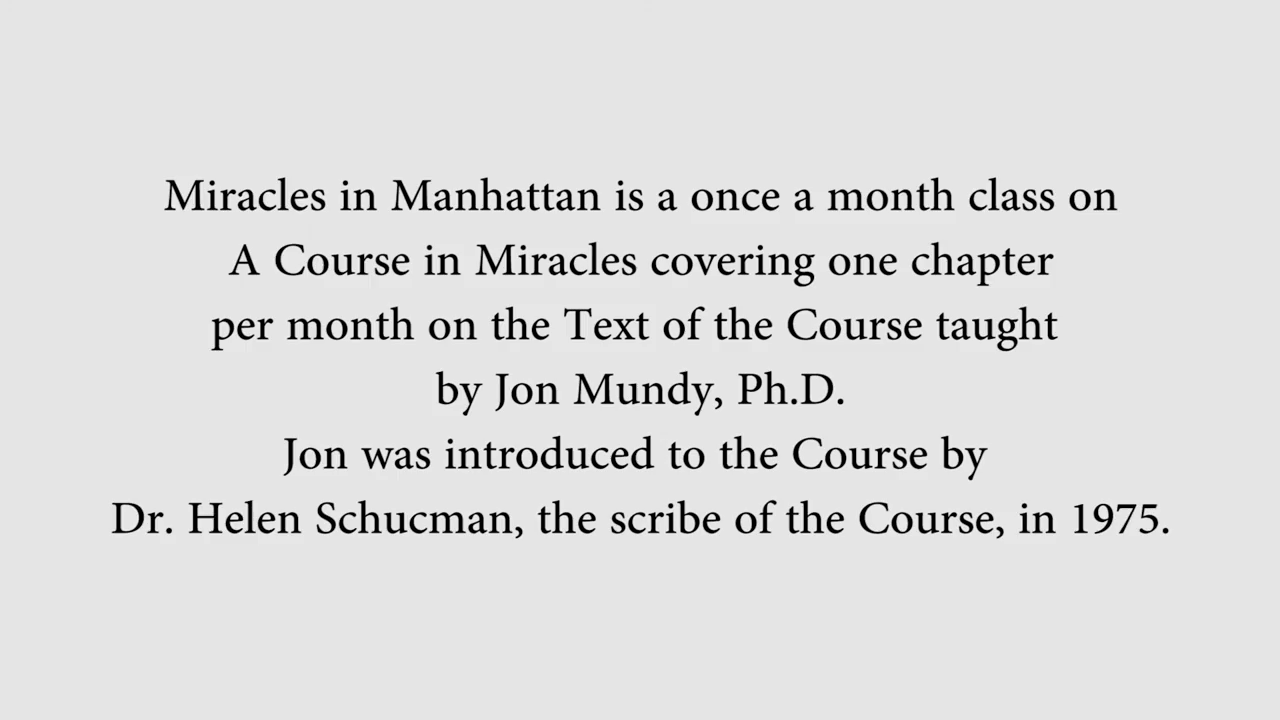 Miracles in Manhattan is a once a month class on
A Course in Miracles covering one chapter
per month on the Text of the Course taught
by Jon Mundy, Ph.D.
Jon was introduced to the Course by
Dr. Helen Schucman, the scribe of the Course, in 1975.